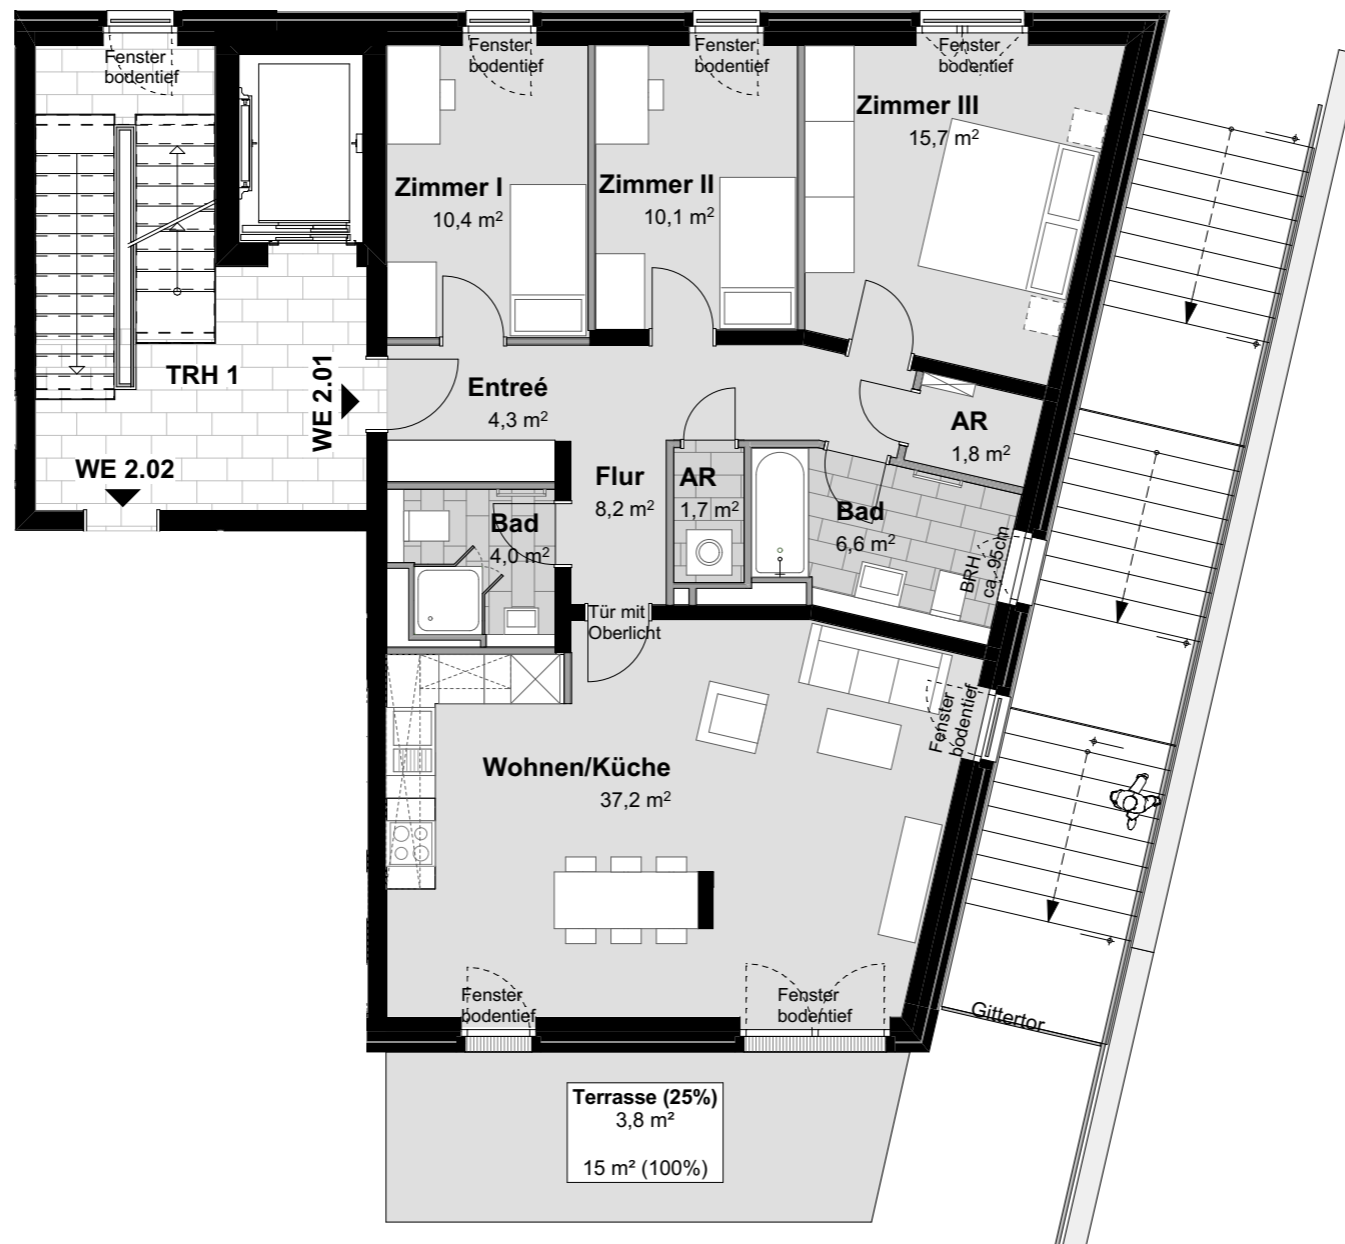 Fenster
bodentief
Fenster
bodentief
Fenster
bodentief
Fenster
bodentief
Zimmer I
10,4 m²
Zimmer II
10,1 m²
Zimmer III
15,7 m²
TRH 1
WE 2.01
WE 2.02
Entreé
4,3 m²
Flur
8,2 m²
AR
1,7 m²
AR
1,8 m²
Bad
4,0 m²
Bad
6,6 m²
BRH
ca. 95cm
Tür mit
Oberlicht
Fenster
bodentief
Wohnen/Küche
37,2 m²
Fenster
bodentief
Fenster
bodentief
Gittertor
Terrasse (25%)
3,8 m²
15 m² (100%)